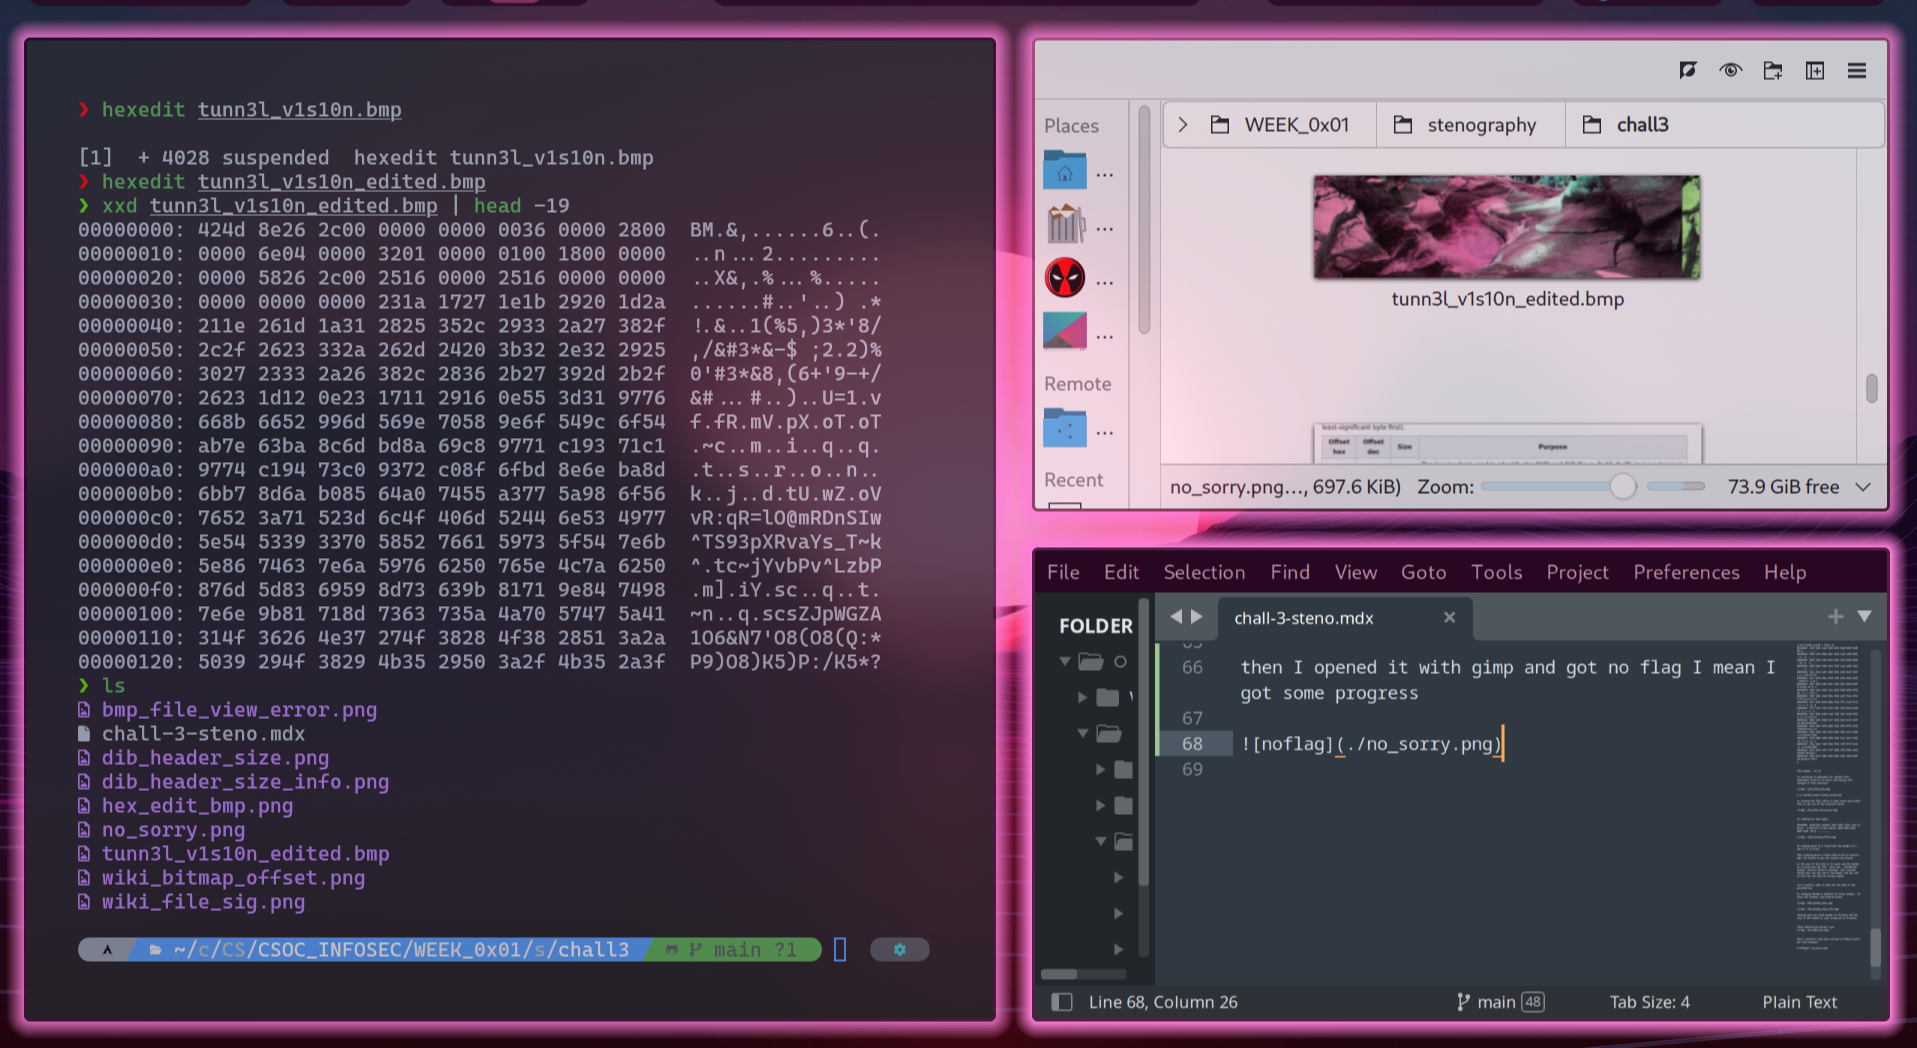 ❯ hexedit tunn3l_v1s10n.bmp
[1]  + 4028 suspended  hexedit tunn3l_v1s10n.bmp
❯ hexedit tunn3l_v1s10n_edited.bmp
❯ xxd tunn3l_v1s10n_edited.bmp | head -19
00000000: 424d 8e26 2c00 0000 0000 0036 0000 2800  BM.&,......6..(.
00000010: 0000 6e04 0000 3201 0000 0100 1800 0000  ..n...2.........
00000020: 0000 5826 2c00 2516 0000 2516 0000 0000  ..X&,.%...%.....
00000030: 0000 0000 0000 231a 1727 1e1b 2920 1d2a  ......#..'..) .*
00000040: 211e 261d 1a31 2825 352c 2933 2a27 382f  !.&..1(%5,)3*'8/
00000050: 2c2f 2623 332a 262d 2420 3b32 2e32 2925  ,/&#3*&-$ ;2.2)%
00000060: 3027 2333 2a26 382c 2836 2b27 392d 2b2f  0'#3*&8,(6+'9-+/
00000070: 2623 1d12 0e23 1711 2916 0e55 3d31 9776  &#...#..)..U=1.v
00000080: 668b 6652 996d 569e 7058 9e6f 549c 6f54  f.fR.mV.pX.oT.oT
00000090: ab7e 63ba 8c6d bd8a 69c8 9771 c193 71c1  .~c..m..i..q..q.
000000a0: 9774 c194 73c0 9372 c08f 6fbd 8e6e ba8d  .t..s..r..o..n..
000000b0: 6bb7 8d6a b085 64a0 7455 a377 5a98 6f56  k..j..d.tU.wZ.oV
000000c0: 7652 3a71 523d 6c4f 406d 5244 6e53 4977  vR:qR=lO@mRDnSIw
000000d0: 5e54 5339 3370 5852 7661 5973 5f54 7e6b  ^TS93pXRvaYs_T~k
000000e0: 5e86 7463 7e6a 5976 6250 765e 4c7a 6250  ^.tc~jYvbPv^LzbP
000000f0: 876d 5d83 6959 8d73 639b 8171 9e84 7498  .m].iY.sc..q..t.
00000100: 7e6e 9b81 718d 7363 735a 4a70 5747 5a41  ~n..q.scsZJpWGZA
00000110: 314f 3626 4e37 274f 3828 4f38 2851 3a2a  1O6&N7'O8(O8(Q:*
00000120: 5039 294f 3829 4b35 2950 3a2f 4b35 2a3f  P9)O8)K5)P:/K5*?
❯ ls
bmp_file_view_error.png
chall-3-steno.mdx
dib_header_size.png
dib_header_size_info.png
hex_edit_bmp.png
no_sorry.png
tunn3l_v1s10n_edited.bmp
wiki_bitmap_offset.png
wiki_file_sig.png
~/c/CS/CSOC_INFOSEC/WEEK_0x01/s/chall3 main ?1
Places
...
...
...
...
Remote
...
Recent
WEEK_0x01 stenography chall3
tunn3l_v1s10n_edited.bmp
least-significant byte first).
Offset hex Offset dec Size Purpose
no_sorry.png..., 697.6 KiB) Zoom: 73.9 GiB free
File Edit Selection Find View Goto Tools Project Preferences Help
FOLDER
chall-3-steno.mdx
66 then I opened it with gimp and got no flag I mean I
got some progress
67
68 ![noflag](./no_sorry.png)
69
Line 68, Column 26 main 48 Tab Size: 4 Plain Text